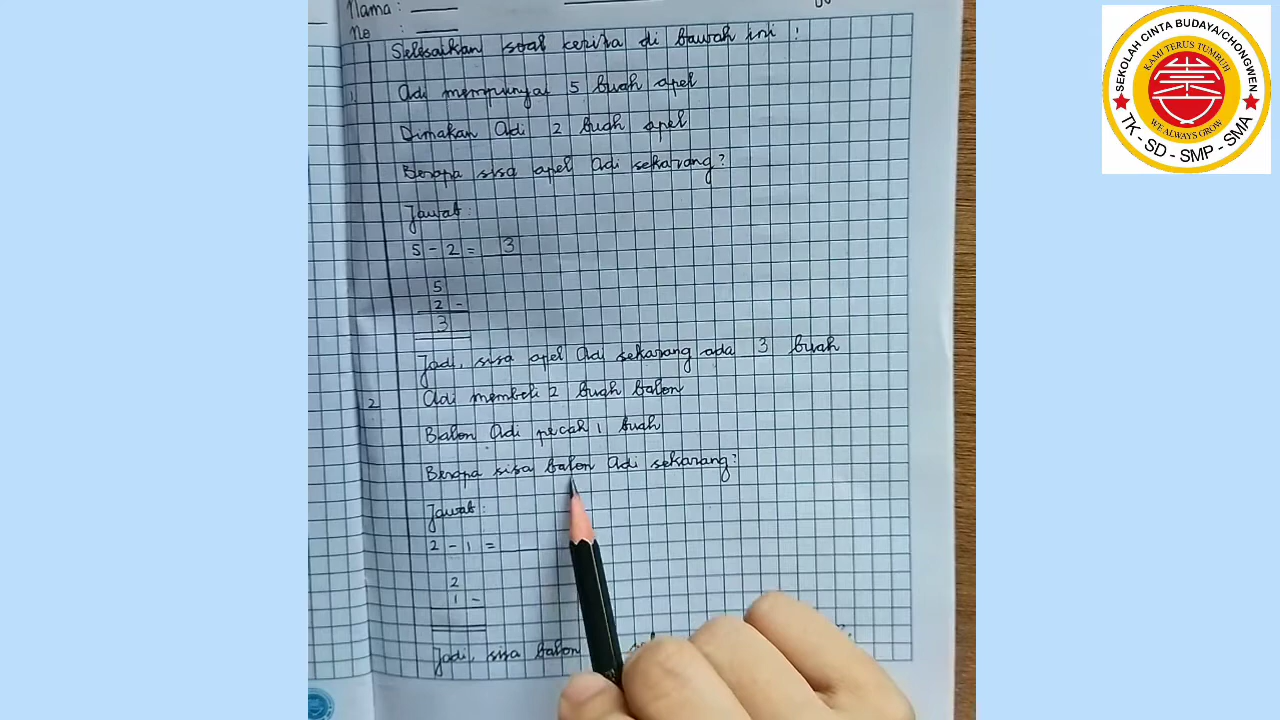 Nama :
No :
Selesaikan soal cerita di bawah ini !
Adi mempunyai 5 buah apel
Dimakan Adi 2 buah apel
Berapa sisa apel Adi sekarang?
Jawab :
5 - 2 = 3
5
2 -
3
Jadi, sisa apel Adi sekarang ada 3 buah
2 Adi membeli 2 buah balon
Balon Adi pecah 1 buah
Berapa sisa balon Adi sekarang?
Jawab :
2 - 1 =
2
1 -
Jadi, sisa balon
SEKOLAH CINTA BUDAYA/CHONGWEN
KAMI TERUS TUMBUH
WE ALWAYS GROW
TK - SD - SMP - SMA